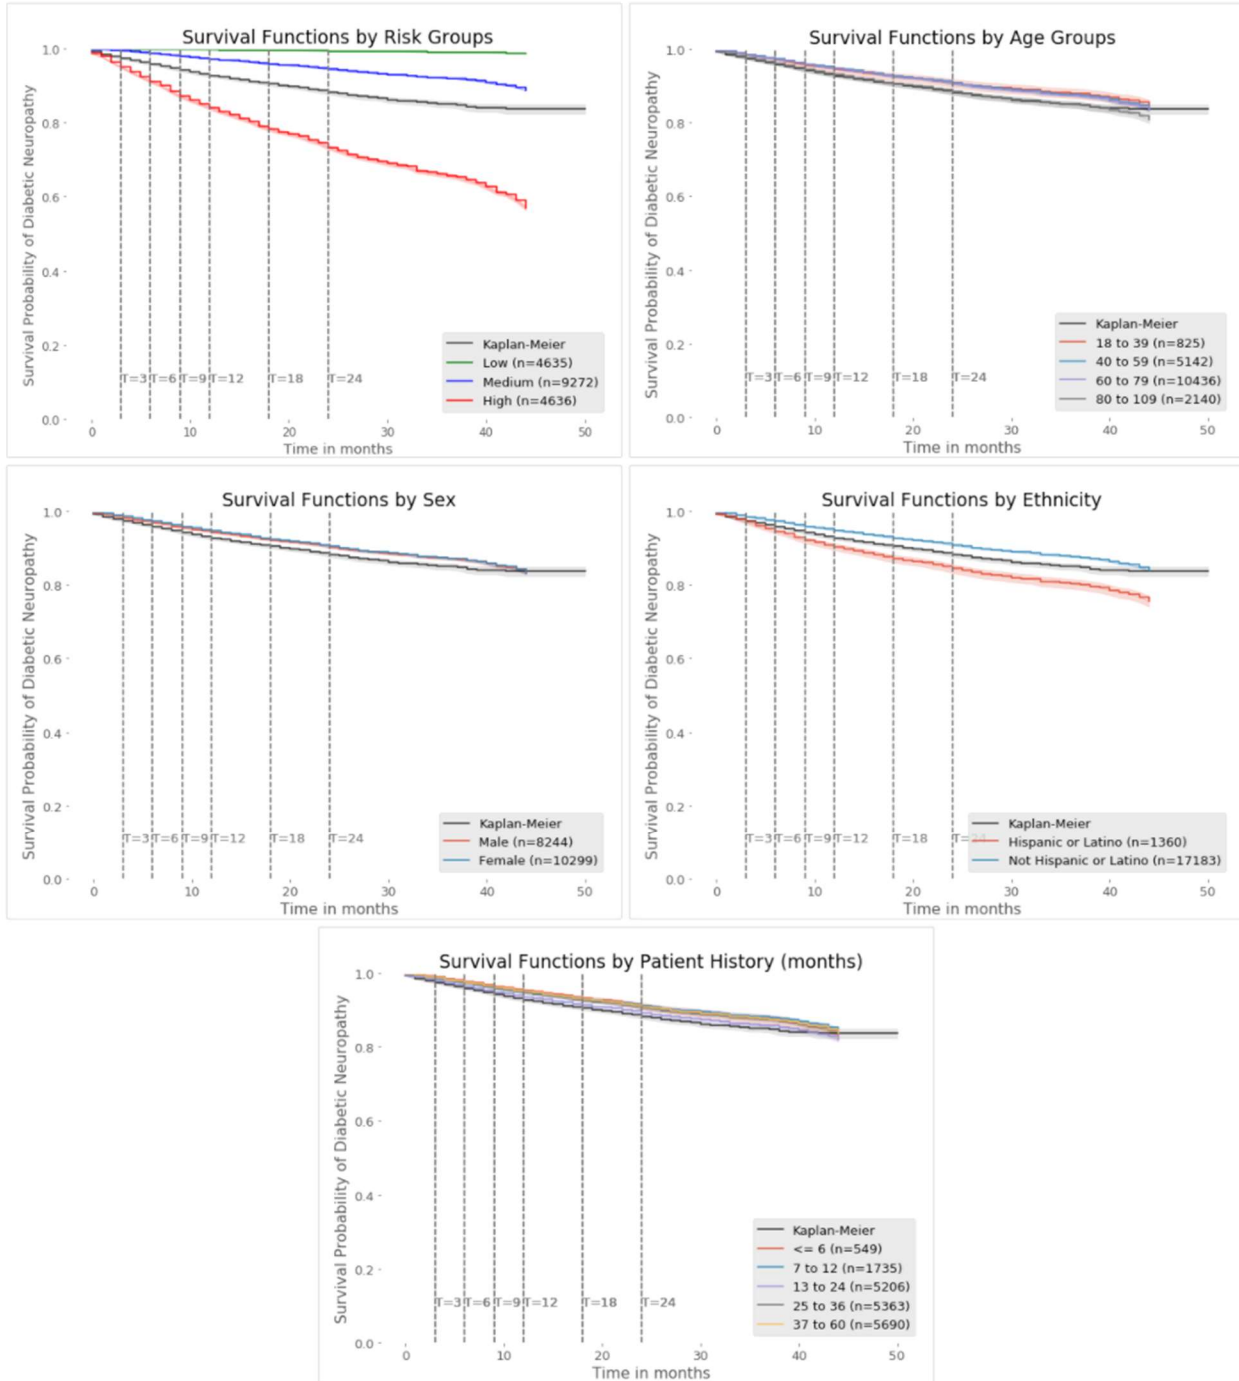 Survival Functions by Risk Groups
Survival Probability of Diabetic Neuropathy
1.0
0.8
0.6
0.4
0.2
0.0
T=3 T=6 T=9 T=12 T=18 T=24
Kaplan-Meier
Low (n=4635)
Medium (n=9272)
High (n=4636)
0 10 20 30 40 50
Time in months
Survival Functions by Age Groups
Survival Probability of Diabetic Neuropathy
1.0
0.8
0.6
0.4
0.2
0.0
T=3 T=6 T=9 T=12 T=18 T=24
Kaplan-Meier
18 to 39 (n=825)
40 to 59 (n=5142)
60 to 79 (n=10436)
80 to 109 (n=2140)
0 10 20 30 40 50
Time in months
Survival Functions by Sex
Survival Probability of Diabetic Neuropathy
1.0
0.8
0.6
0.4
0.2
0.0
T=3 T=6 T=9 T=12 T=18 T=24
Kaplan-Meier
Male (n=8244)
Female (n=10299)
0 10 20 30 40 50
Time in months
Survival Functions by Ethnicity
Survival Probability of Diabetic Neuropathy
1.0
0.8
0.6
0.4
0.2
0.0
T=3 T=6 T=9 T=12 T=18 T=24
Kaplan-Meier
Hispanic or Latino (n=1360)
Not Hispanic or Latino (n=17183)
0 10 20 30 40 50
Time in months
Survival Functions by Patient History (months)
Survival Probability of Diabetic Neuropathy
1.0
0.8
0.6
0.4
0.2
0.0
T=3 T=6 T=9 T=12 T=18 T=24
Kaplan-Meier
<= 6 (n=549)
7 to 12 (n=1735)
13 to 24 (n=5206)
25 to 36 (n=5363)
37 to 60 (n=5690)
0 10 20 30 40 50
Time in months